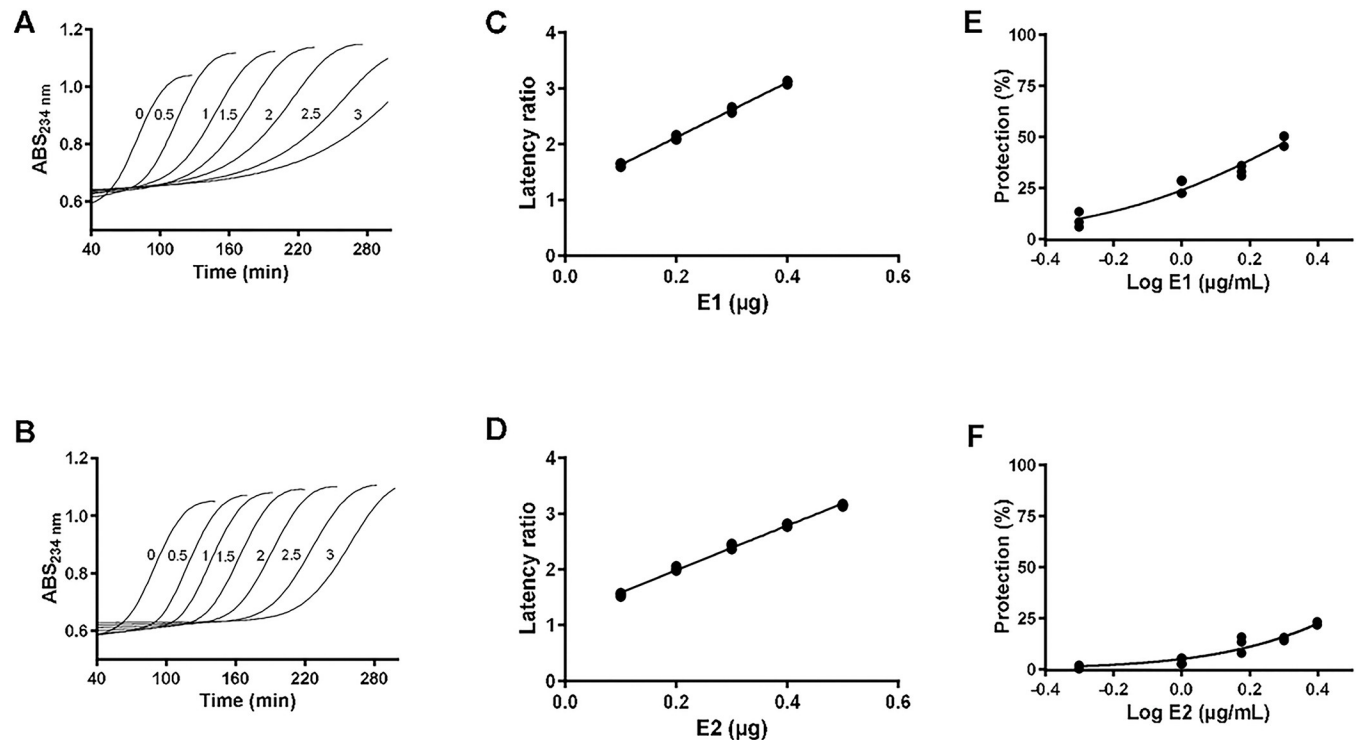 A
1.2
1.0
0.8
0.6
ABS234 nm
0 0.5 1 1.5 2 2.5 3
40 100 160 220 280
Time (min)
C
4
3
2
1
0
Latency ratio
0.0 0.2 0.4 0.6
E1 (µg)
E
100
75
50
25
0
Protection (%)
-0.4 -0.2 0.0 0.2 0.4
Log E1 (µg/mL)
B
1.2
1.0
0.8
0.6
ABS234 nm
0 0.5 1 1.5 2 2.5 3
40 100 160 220 280
Time (min)
D
4
3
2
1
0
Latency ratio
0.0 0.2 0.4 0.6
E2 (µg)
F
100
75
50
25
0
Protection (%)
-0.4 -0.2 0.0 0.2 0.4
Log E2 (µg/mL)